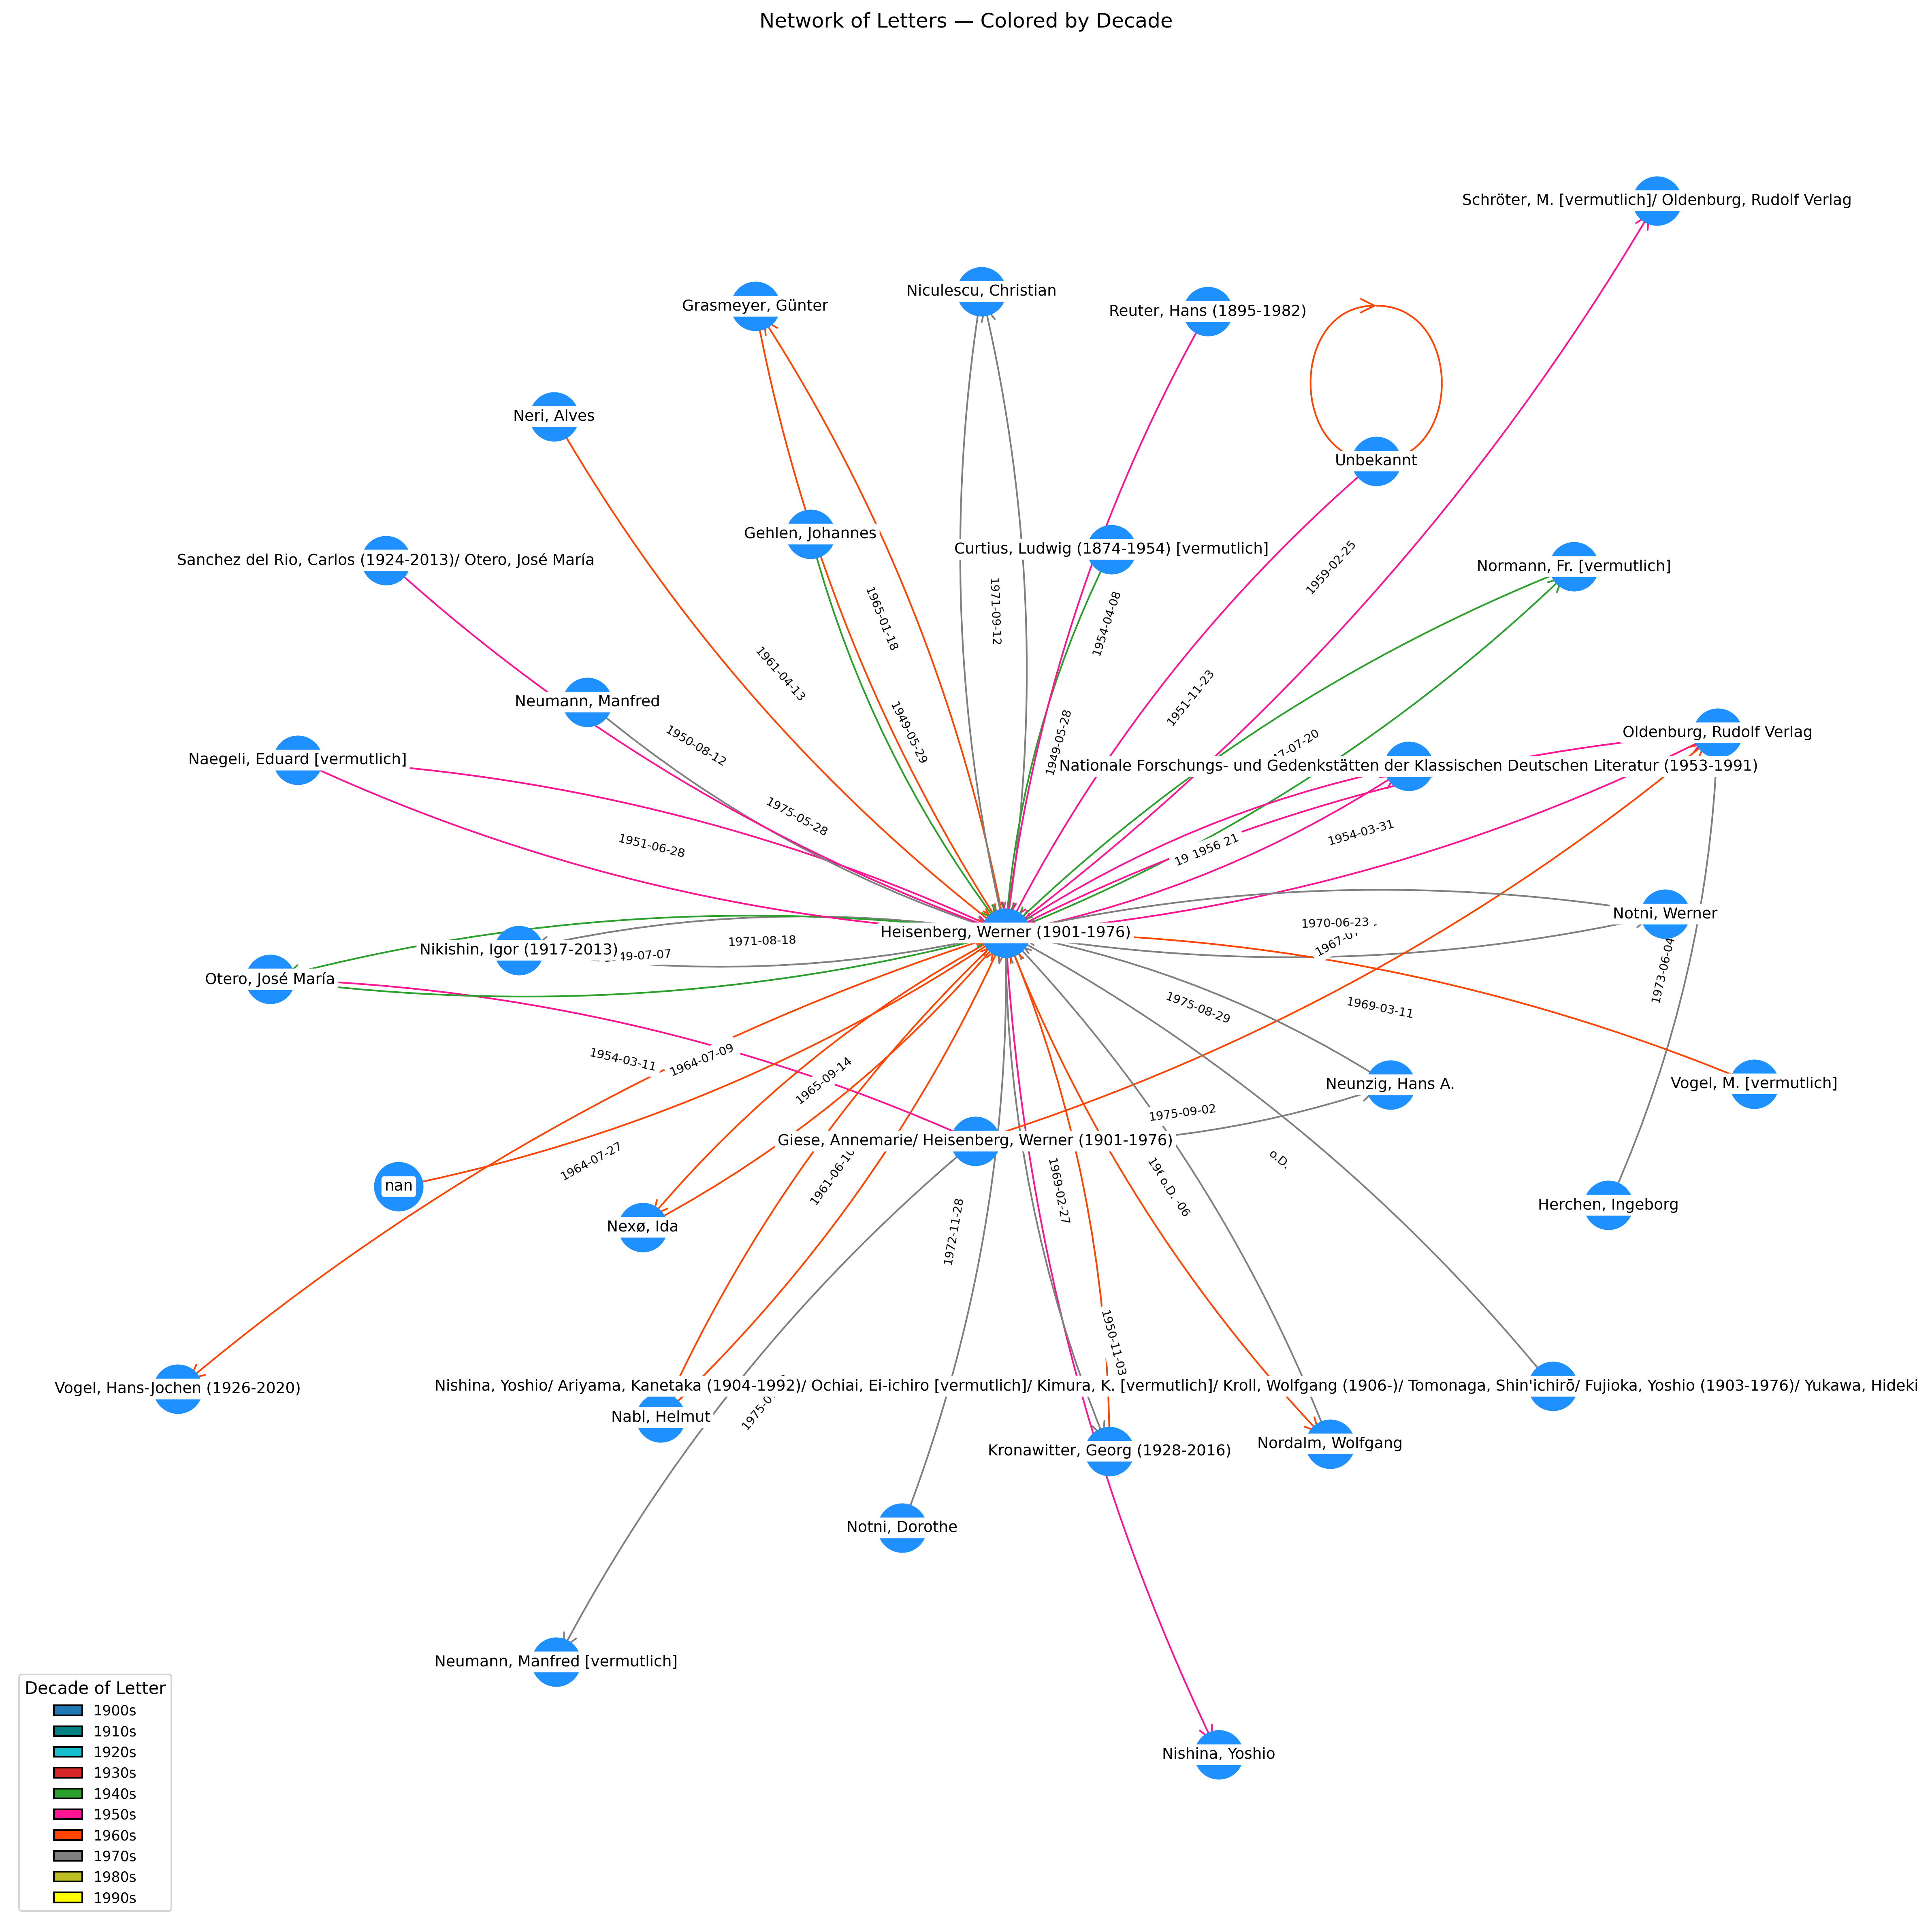 Network of Letters — Colored by Decade
Schröter, M. [vermutlich]/ Oldenburg, Rudolf Verlag
Niculescu, Christian
Grasmeyer, Günter
Reuter, Hans (1895-1982)
Neri, Alves
Unbekannt
Gehlen, Johannes
Curtius, Ludwig (1874-1954) [vermutlich]
Sanchez del Rio, Carlos (1924-2013)/ Otero, José María
Normann, Fr. [vermutlich]
1959-02-25
1965-01-18
1971-09-12
1954-04-08
1961-04-13
Neumann, Manfred
1951-11-23
1949-05-29
1950-08-12
1949-05-28
Oldenburg, Rudolf Verlag
47-07-20
Naegeli, Eduard [vermutlich]
Nationale Forschungs- und Gedenkstätten der Klassischen Deutschen Literatur (1953-1991)
1975-05-28
1954-03-31
1951-06-28
19 1956 21
Notni, Werner
1970-06-23
Heisenberg, Werner (1901-1976)
1971-08-18
Nikishin, Igor (1917-2013)
49-07-07
1967-0
1973-06-04
Otero, José María
1975-08-29
1969-03-11
1954-03-11
1964-07-09
1965-09-14
Neunzig, Hans A.
Vogel, M. [vermutlich]
1975-09-02
Giese, Annemarie/ Heisenberg, Werner (1901-1976)
1964-07-27
o.D.
1961-06-10
nan
1969-02-27
196 o.D. -06
Herchen, Ingeborg
Nexø, Ida
1972-11-28
1950-11-03
Vogel, Hans-Jochen (1926-2020)
Nishina, Yoshio/ Ariyama, Kanetaka (1904-1992)/ Ochiai, Ei-ichiro [vermutlich]/ Kimura, K. [vermutlich]/ Kroll, Wolfgang (1906-)/ Tomonaga, Shin'ichirō/ Fujioka, Yoshio (1903-1976)/ Yukawa, Hideki
1975-0
Nabl, Helmut
Kronawitter, Georg (1928-2016)
Nordalm, Wolfgang
Notni, Dorothe
Neumann, Manfred [vermutlich]
Nishina, Yoshio
Decade of Letter
1900s
1910s
1920s
1930s
1940s
1950s
1960s
1970s
1980s
1990s